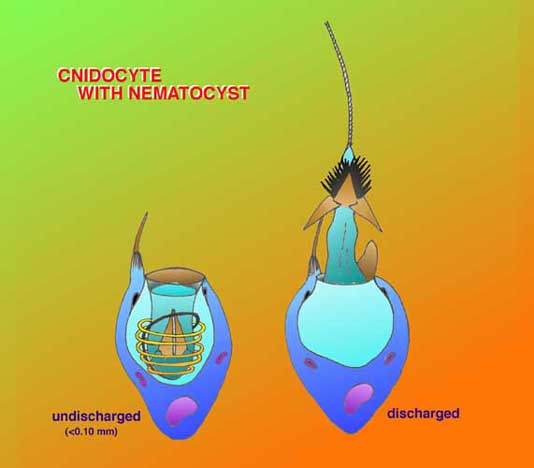 CNIDOCYTE
WITH NEMATOCYST
undischarged
(<0.10 mm)
discharged